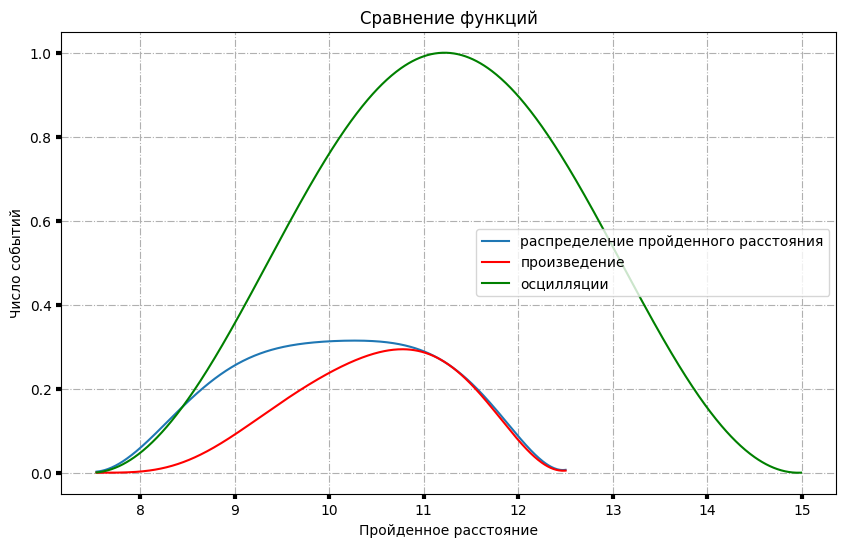 Сравнение функций
Число событий
1.0
0.8
0.6
0.4
0.2
0.0
распределение пройденного расстояния
произведение
осцилляции
8 9 10 11 12 13 14 15
Пройденное расстояние